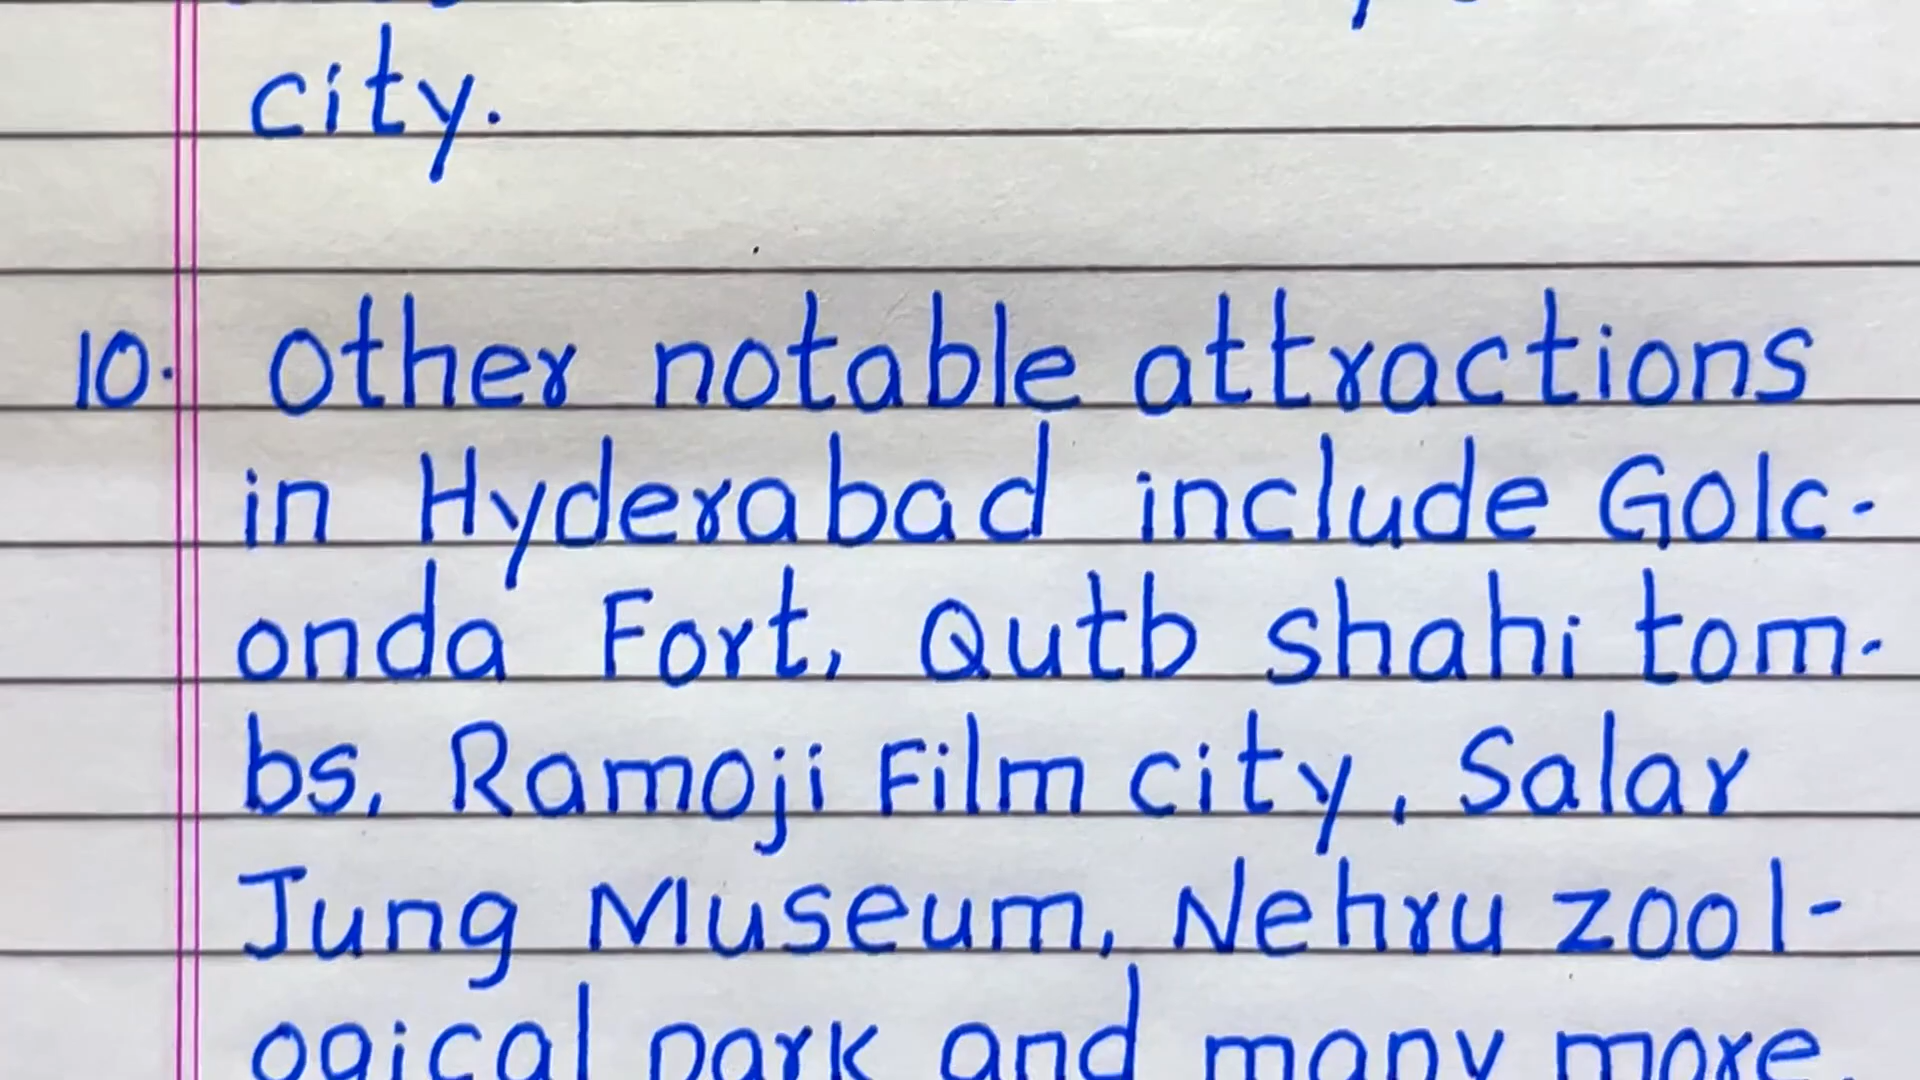 city.
10. Other notable attractions
in Hyderabad include Golc-
onda Fort, Qutb shahi tom-
bs, Ramoji Film city, Salar
Jung Museum, Nehru zool-
ogical park and many more.